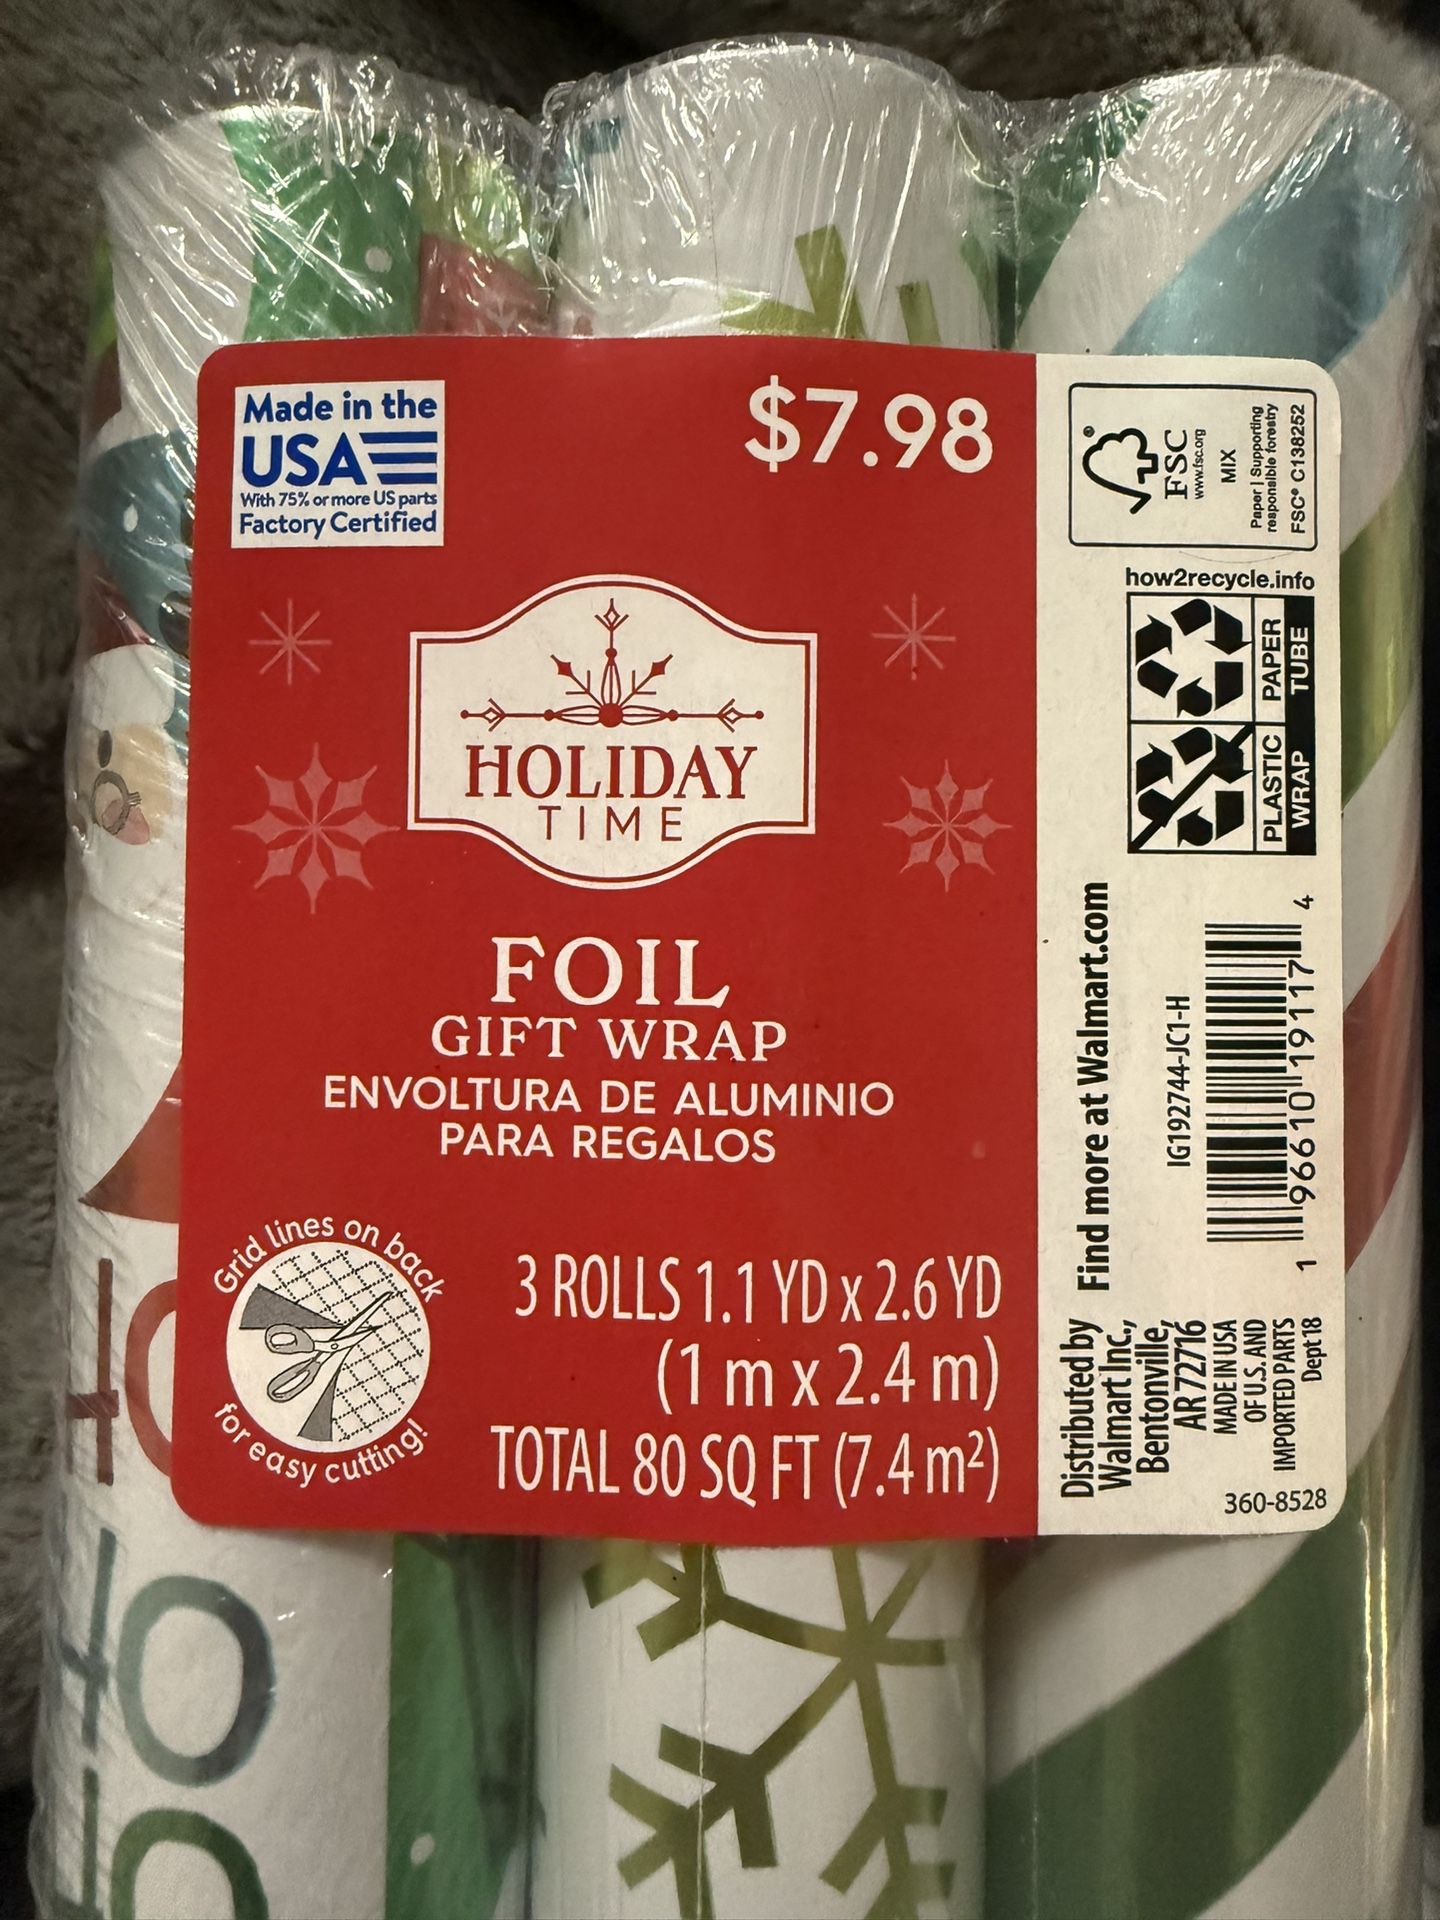 Made in the
USA
With 75% or more US parts
Factory Certified
$7.98
HOLIDAY
TIME
FOIL
GIFT WRAP
ENVOLTURA DE ALUMINIO
PARA REGALOS
Grid lines on back
for easy cutting!
3 ROLLS 1.1 YD x 2.6 YD
(1 m x 2.4 m)
TOTAL 80 SQ FT (7.4 m²)
FSC®
www.fsc.org
MIX
Paper | Supporting
responsible forestry
FSC® C138252
how2recycle.info
PAPER
TUBE
PLASTIC
WRAP
Find more at Walmart.com
IG192744-JC1-H
1 96610 19117 4
Distributed by
Walmart Inc.,
Bentonville,
AR 72716
MADE IN USA
OF U.S. AND
IMPORTED PARTS
Dept 18
360-8528
HO
HO